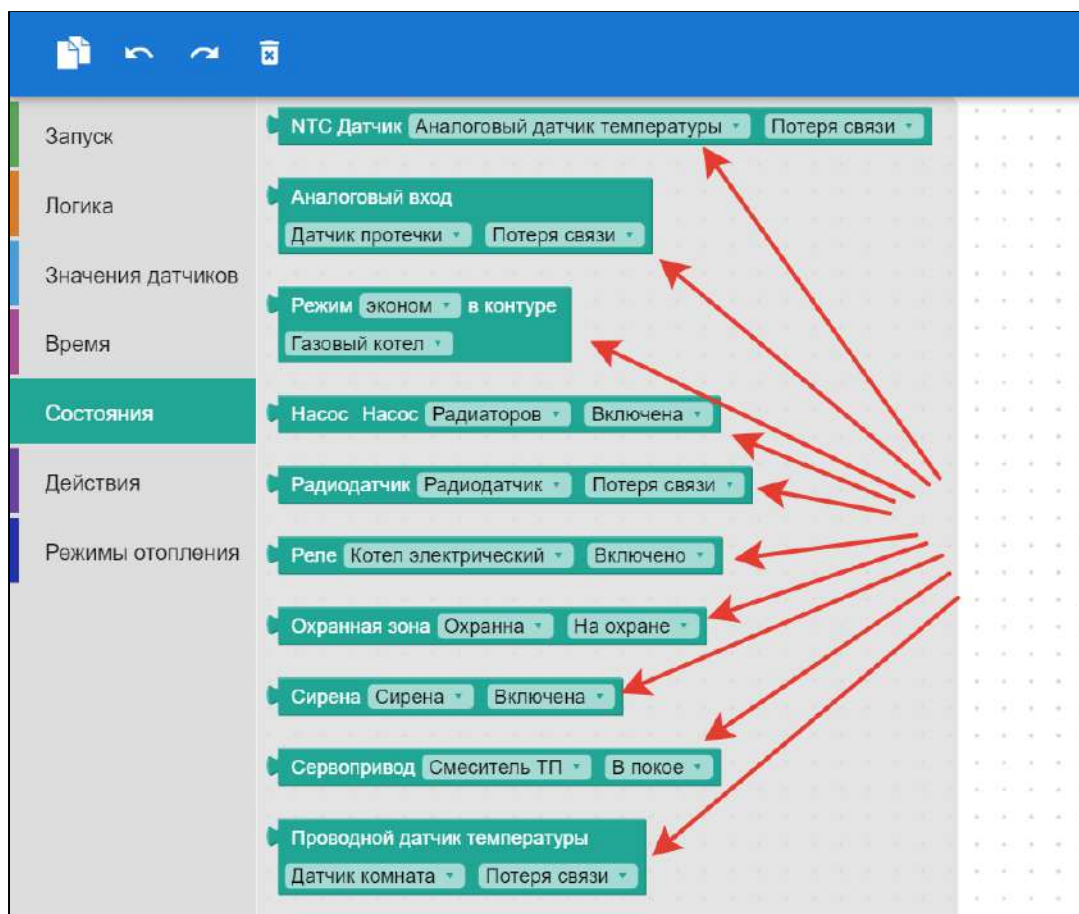 Запуск
Логика
Значения датчиков
Время
Состояния
Действия
Режимы отопления
NTC Датчик Аналоговый датчик температуры Потеря связи
Аналоговый вход
Датчик протечки Потеря связи
Режим эконом в контуре
Газовый котел
Насос Насос Радиаторов Включена
Радиодатчик Радиодатчик Потеря связи
Реле Котел электрический Включено
Охранная зона Охранна На охране
Сирена Сирена Включена
Сервопривод Смеситель ТП В покое
Проводной датчик температуры
Датчик комната Потеря связи